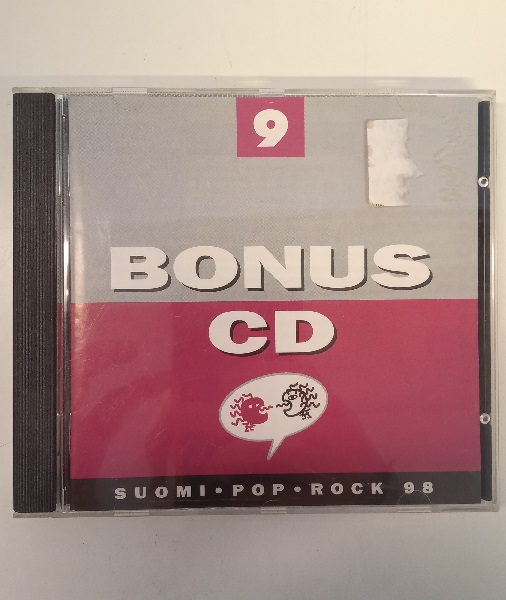 9
BONUS
CD
SUOMI • POP • ROCK 98